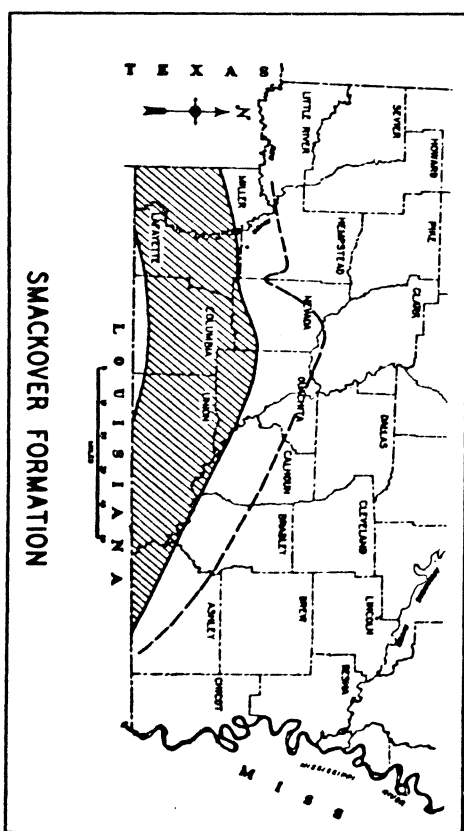 TEXAS
N
HOWARD
SEVIER
LITTLE RIVER
PIKE
HEMPSTEAD
MILLER
LAFAYETTE
CLARK
NEVADA
COLUMBIA
OUACHITA
UNION
DALLAS
CALHOUN
CLEVELAND
BRADLEY
LINCOLN
DREW
ASHLEY
DESHA
CHICOT
MISSISSIPPI
MISS
LOUISIANA
MILES
SMACKOVER FORMATION